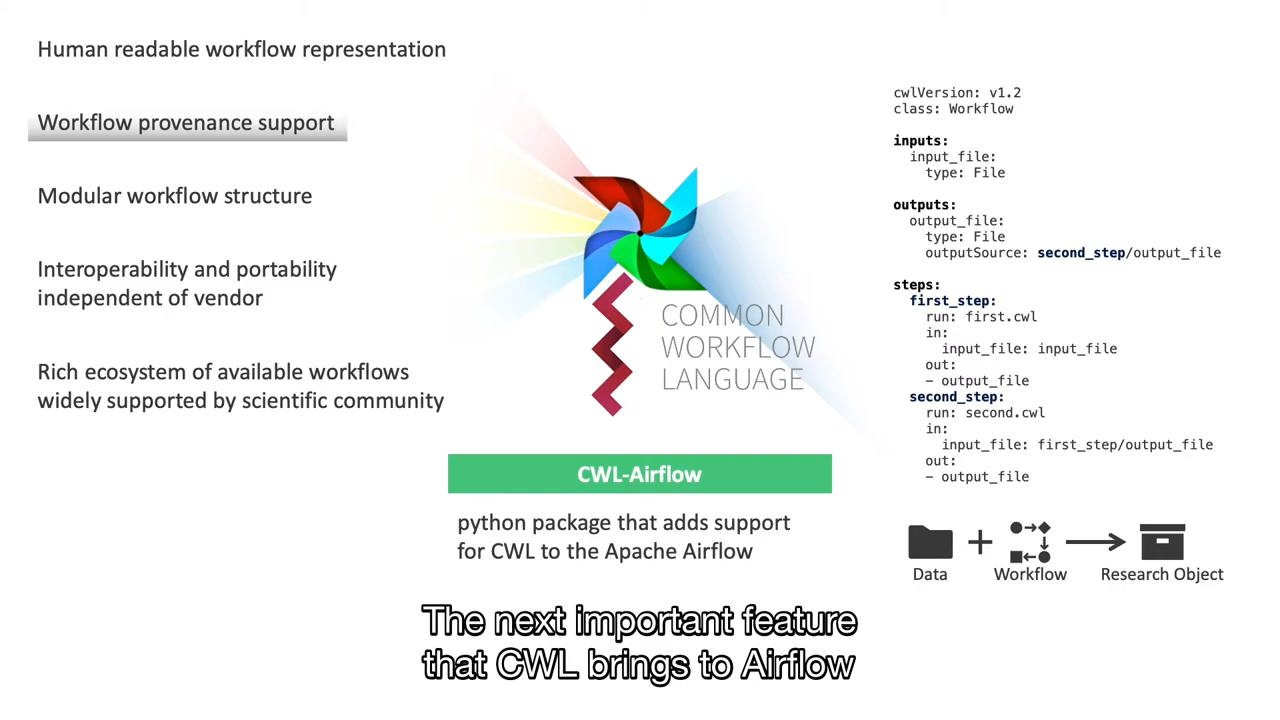 Human readable workflow representation
Workflow provenance support
Modular workflow structure
Interoperability and portability
independent of vendor
Rich ecosystem of available workflows
widely supported by scientific community
COMMON
WORKFLOW
LANGUAGE
CWL-Airflow
python package that adds support
for CWL to the Apache Airflow
cwlVersion: v1.2
class: Workflow
inputs:
input_file:
type: File
outputs:
output_file:
type: File
outputSource: second_step/output_file
steps:
first_step:
run: first.cwl
in:
input_file: input_file
out:
- output_file
second_step:
run: second.cwl
in:
input_file: first_step/output_file
out:
- output_file
Data
Workflow
Research Object
The next important feature
that CWL brings to Airflow